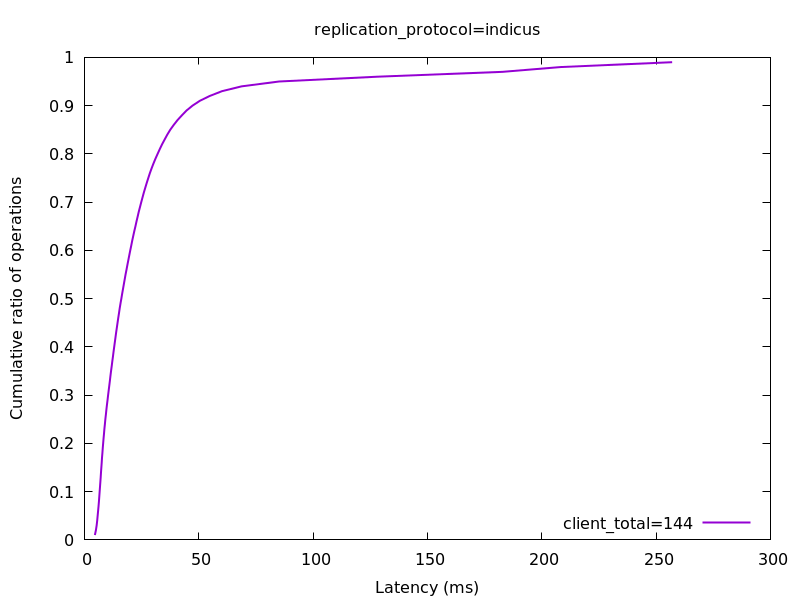 replication_protocol=indicus
1
0.9
0.8
0.7
0.6
0.5
0.4
0.3
0.2
0.1
0
Cumulative ratio of operations
client_total=144
0 50 100 150 200 250 300
Latency (ms)